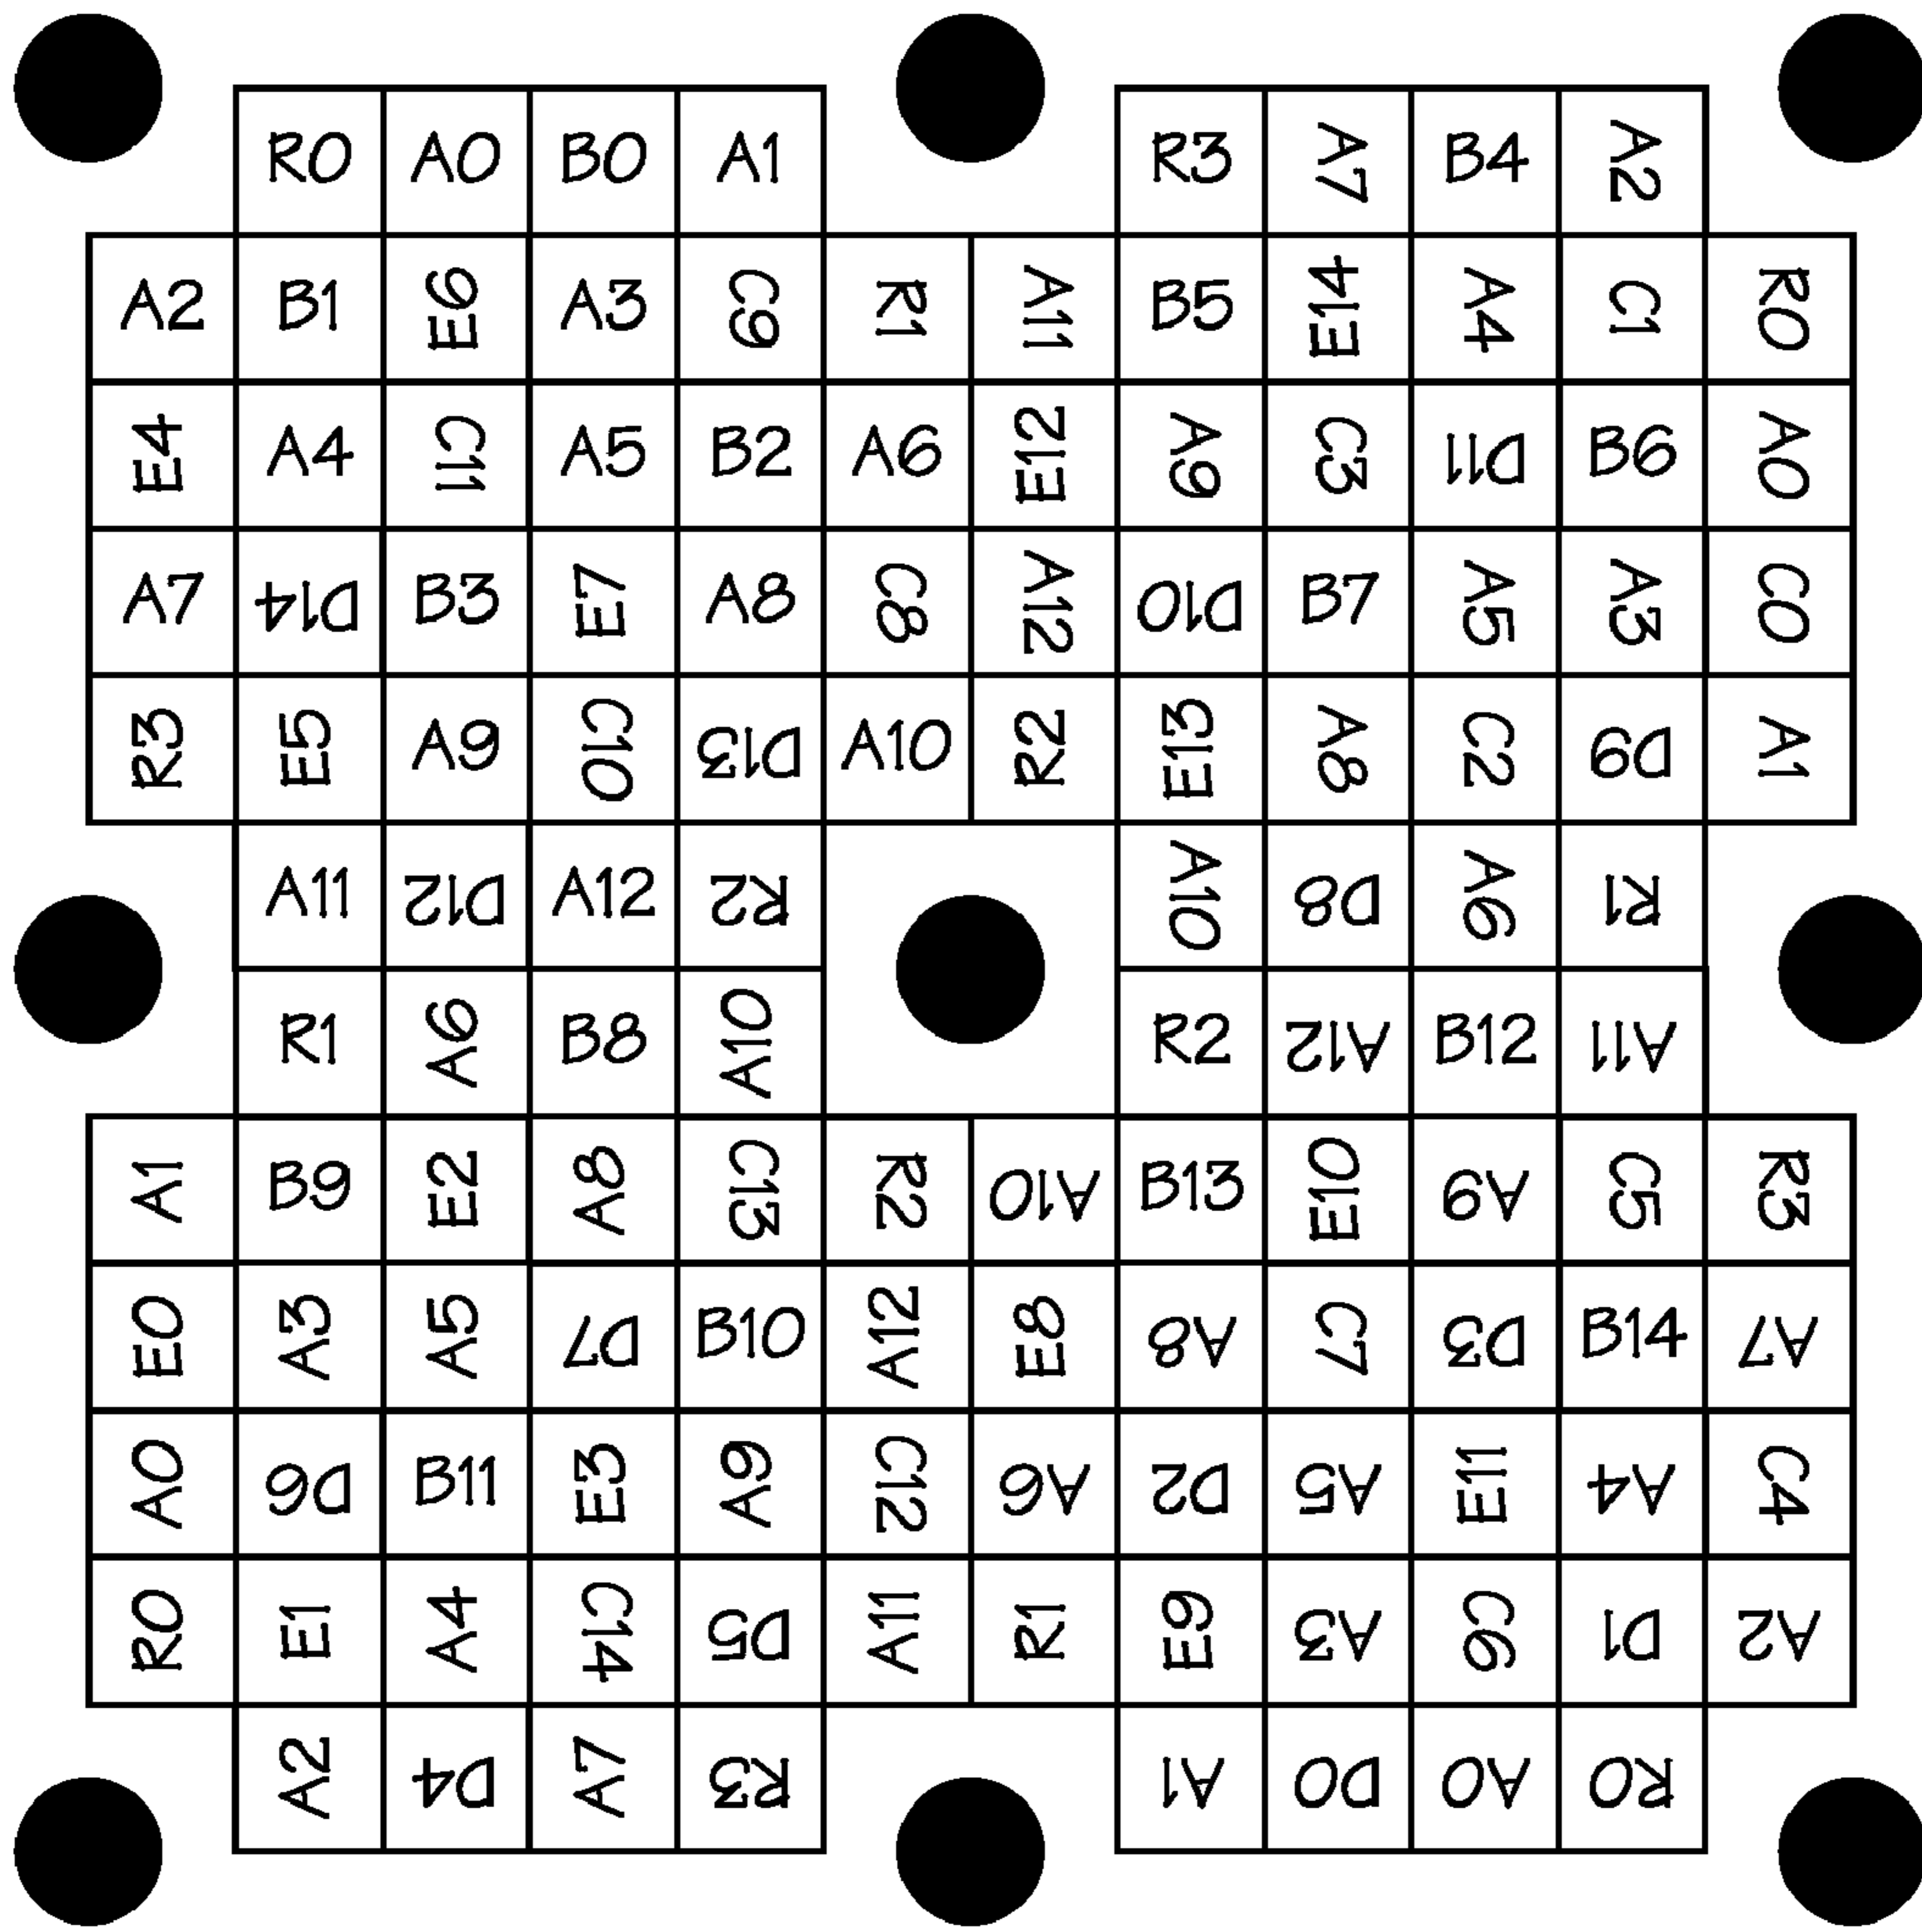 R0 A0 B0 A1 R3 A7 B4 A2
A2 B1 E6 A3 C9 R1 A11 B5 E14 A4 C1 R0
E4 A4 C11 A5 B2 A6 E12 A9 C3 D11 B6 A0
A7 D14 B3 E7 A8 C8 A12 D10 B7 A5 A3 C0
R3 E5 A9 C10 D13 A10 R2 E13 A8 C2 D9 A1
A11 D12 A12 R2 A10 D8 A6 R1
R1 A6 B8 A10 R2 A12 B12 A11
A1 B9 E2 A8 C13 R2 A10 B13 E10 A9 C5 R3
E0 A3 A5 D7 B10 A12 E8 A8 C7 D3 B14 A7
A0 D6 B11 E3 A9 C12 A6 D2 A5 E11 A4 C4
R0 E1 A4 C14 D5 A11 R1 E9 A3 C6 D1 A2
A2 D4 A7 R3 A1 D0 A0 R0